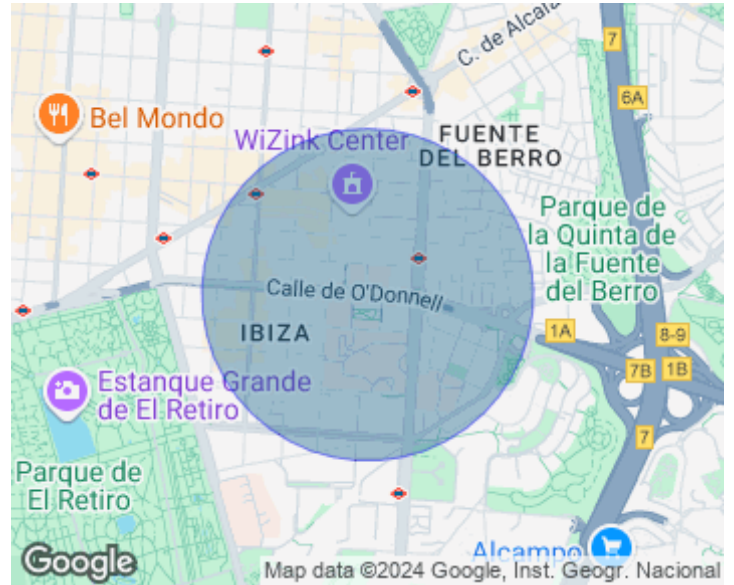 C. de Alcalá
7
6A
Bel Mondo
WiZink Center
FUENTE
DEL BERRO
Parque de
la Quinta de
la Fuente
del Berro
Calle de O'Donnell
IBIZA
1A
8-9
7B
1B
Estanque Grande
de El Retiro
7
Parque de
El Retiro
Alcampo
Google
Map data ©2024 Google, Inst. Geogr. Nacional